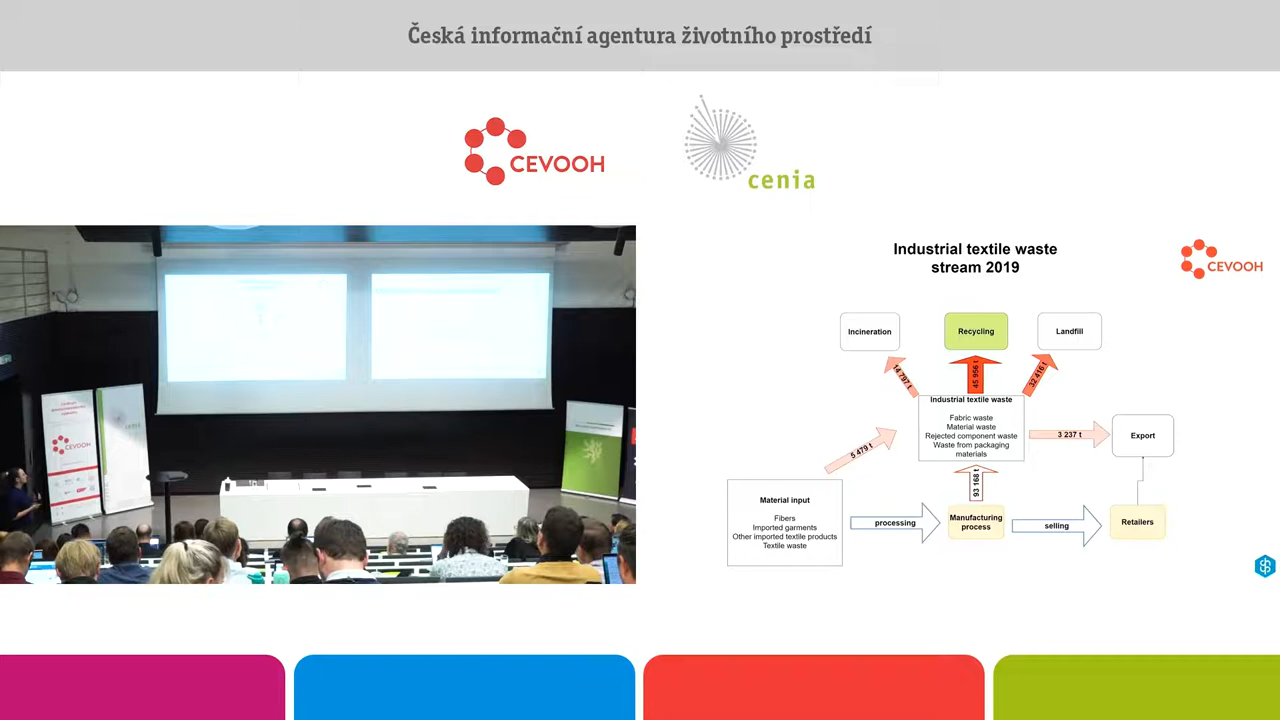 Česká informační agentura životního prostředí
CEVOOH
cenia
Industrial textile waste
stream 2019
CEVOOH
Incineration
Recycling
Landfill
14 797 t
45 956 t
32 416 t
Industrial textile waste
Fabric waste
Material waste
Rejected component waste
Waste from packaging
materials
5 479 t
3 237 t
Export
93 168 t
Material input
Fibers
Imported garments
Other imported textile products
Textile waste
processing
Manufacturing
process
selling
Retailers
CEVOOH